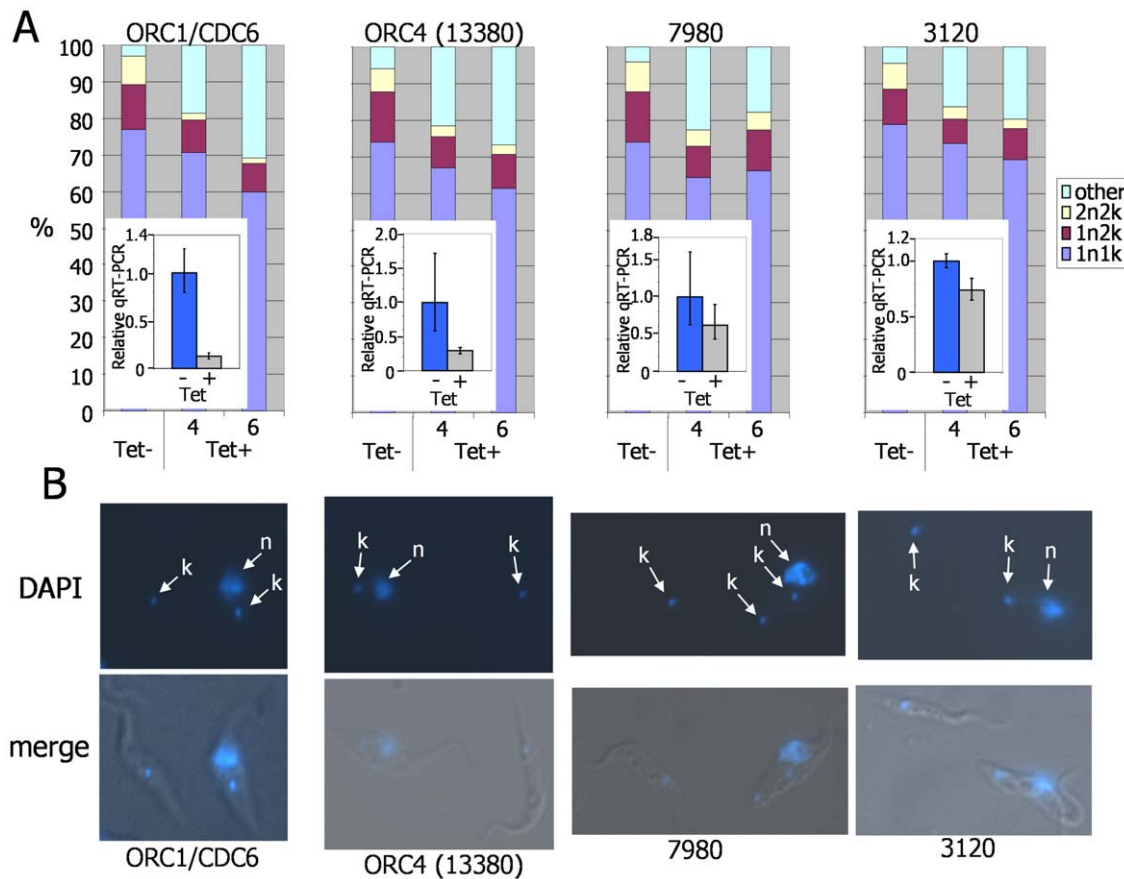 A
ORC1/CDC6 ORC4 (13380) 7980 3120
100
90
80
70
60
50
40
30
20
10
0
%
other
2n2k
1n2k
1n1k
Relative qRT-PCR
1.4
1.0
0.5
0
- +
Tet
Relative qRT-PCR
2.0
1.5
1.0
0.5
0
- +
Tet
Relative qRT-PCR
1.8
1.5
1.0
0.5
0
- +
Tet
Relative qRT-PCR
1.2
1.0
0.5
0
- +
Tet
4 6 4 6 4 6 4 6
Tet- Tet+ Tet- Tet+ Tet- Tet+ Tet- Tet+
B
DAPI
k n k
k n k
k k k n
k k n
merge
ORC1/CDC6 ORC4 (13380) 7980 3120